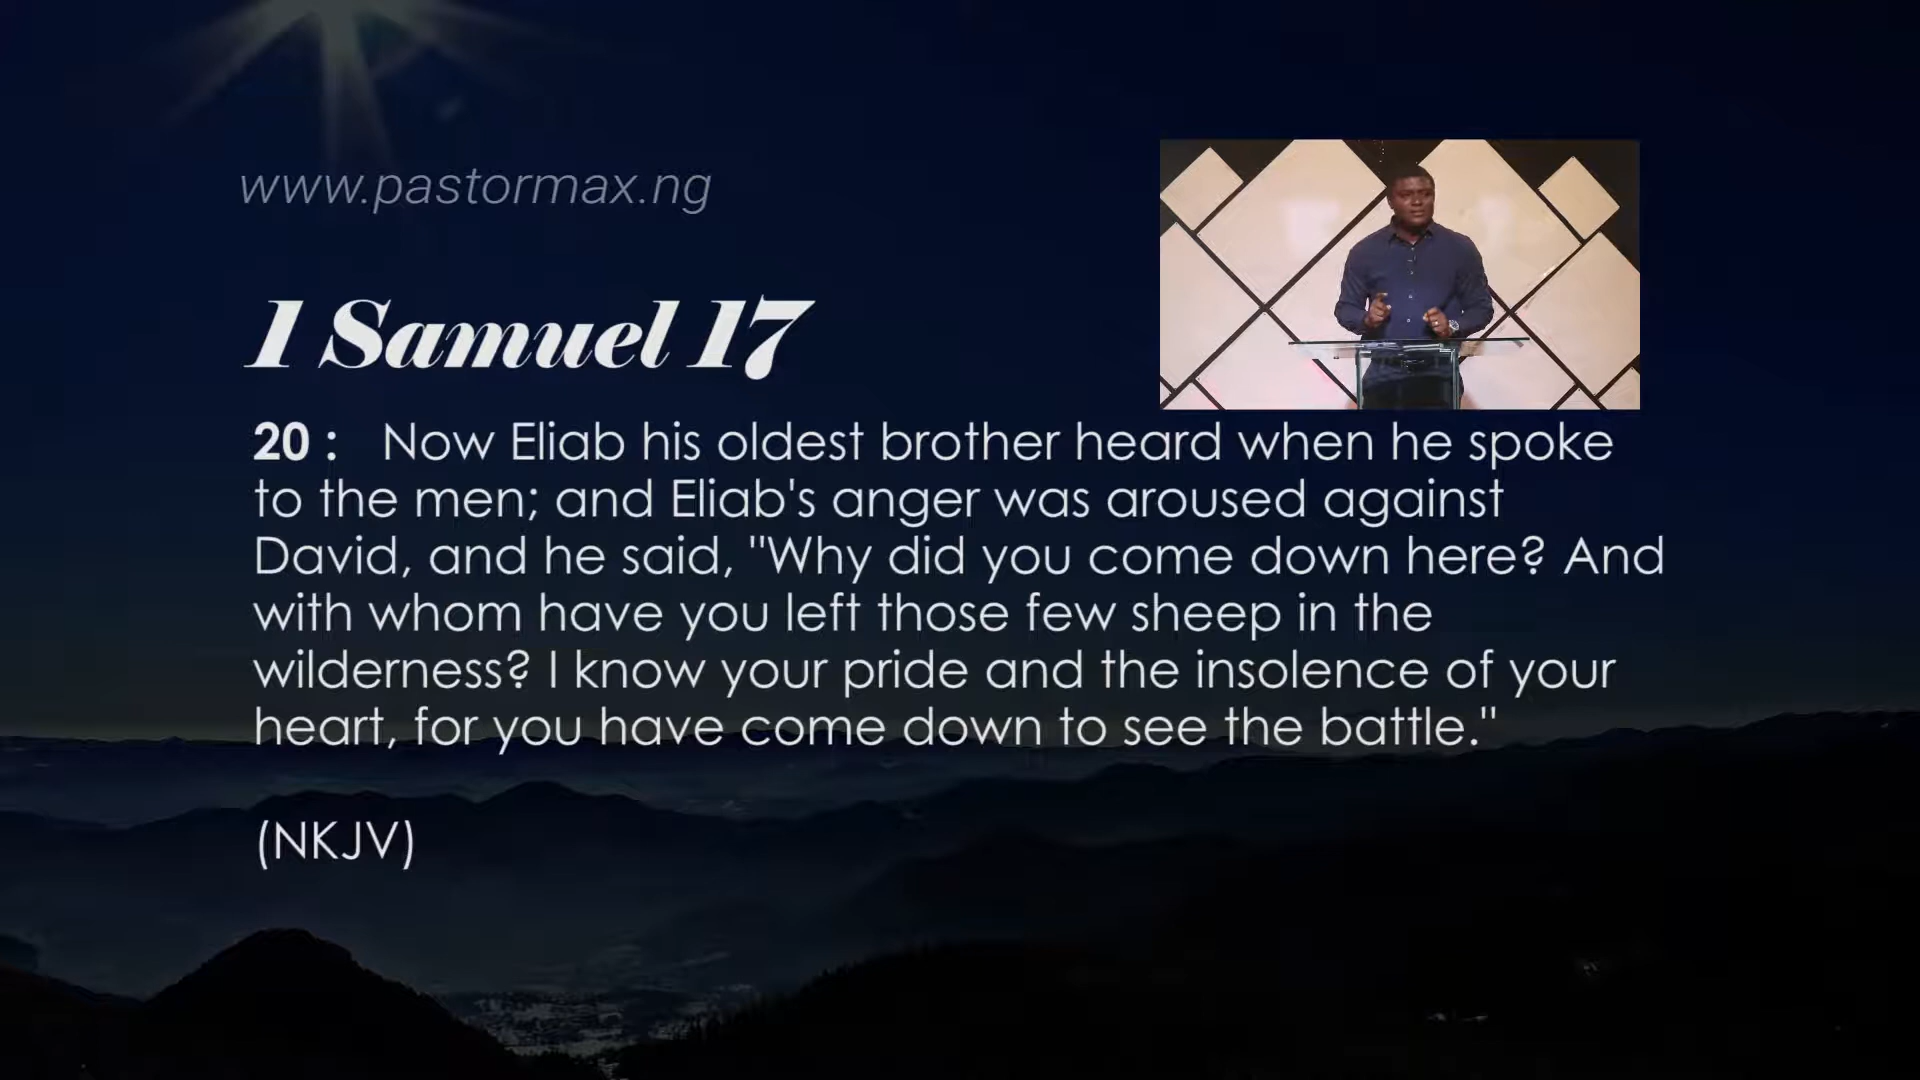 www.pastormax.ng
1 Samuel 17
20 : Now Eliab his oldest brother heard when he spoke
to the men; and Eliab's anger was aroused against
David, and he said, "Why did you come down here? And
with whom have you left those few sheep in the
wilderness? I know your pride and the insolence of your
heart, for you have come down to see the battle."
(NKJV)